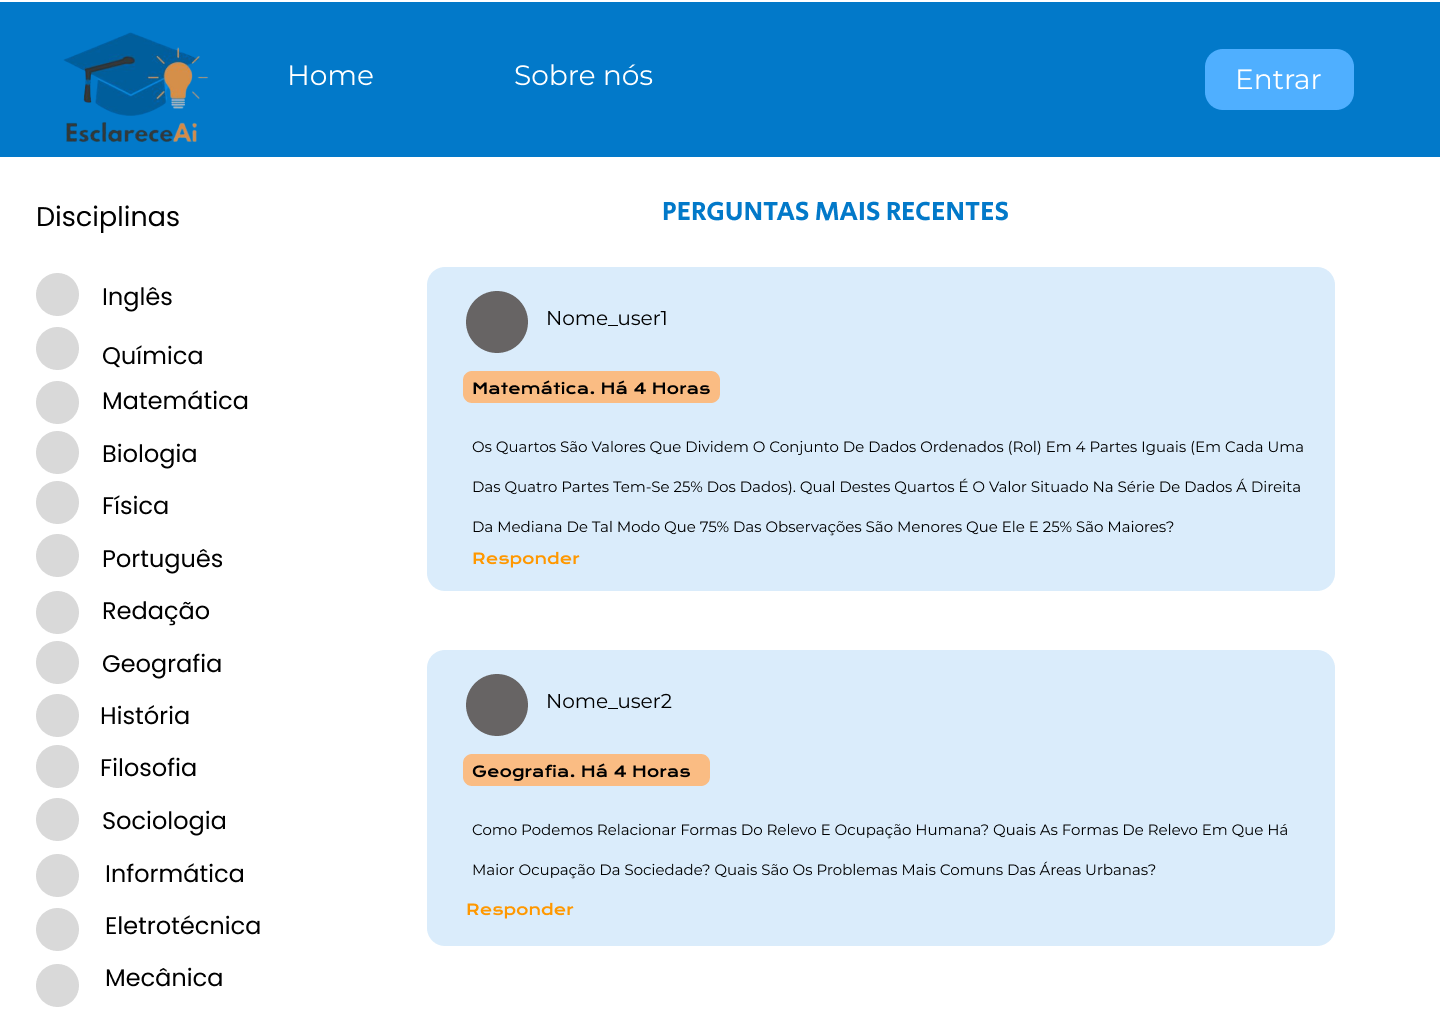 EsclareceAi
Home
Sobre nós
Entrar
Disciplinas
Inglês
Química
Matemática
Biologia
Física
Português
Redação
Geografia
História
Filosofia
Sociologia
Informática
Eletrotécnica
Mecânica
PERGUNTAS MAIS RECENTES
Nome_user1
Matemática. Há 4 Horas
Os Quartos São Valores Que Dividem O Conjunto De Dados Ordenados (Rol) Em 4 Partes Iguais (Em Cada Uma
Das Quatro Partes Tem-Se 25% Dos Dados). Qual Destes Quartos É O Valor Situado Na Série De Dados Á Direita
Da Mediana De Tal Modo Que 75% Das Observações São Menores Que Ele E 25% São Maiores?
Responder
Nome_user2
Geografia. Há 4 Horas
Como Podemos Relacionar Formas Do Relevo E Ocupação Humana? Quais As Formas De Relevo Em Que Há
Maior Ocupação Da Sociedade? Quais São Os Problemas Mais Comuns Das Áreas Urbanas?
Responder